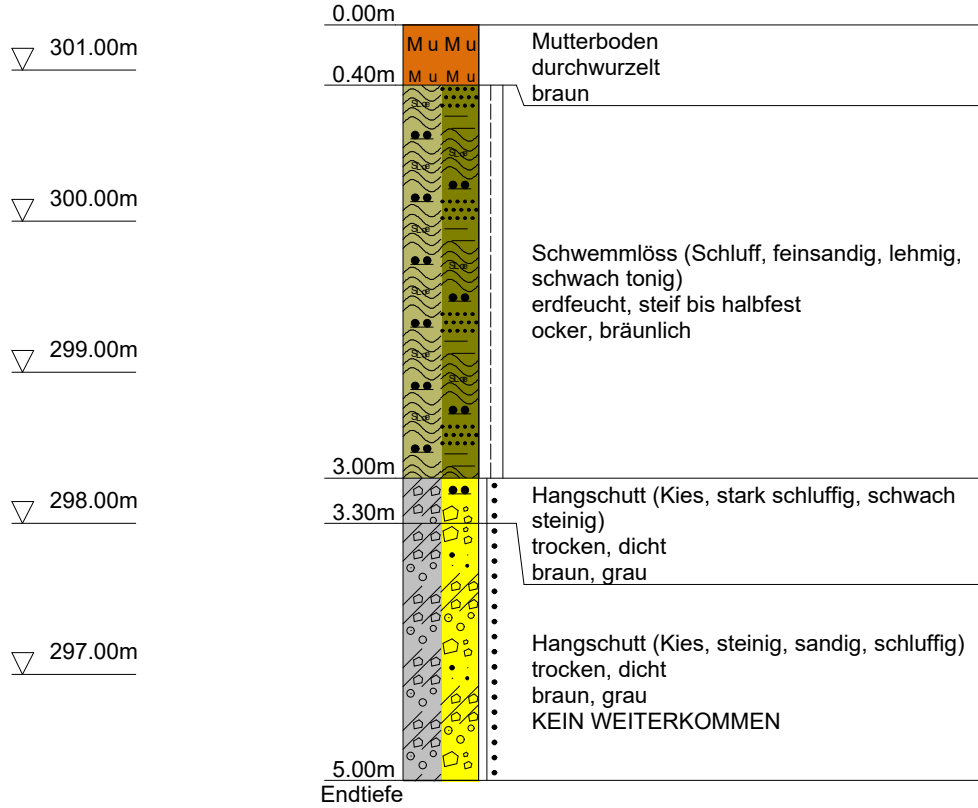 0.00m
301.00m
M u M u
Mutterboden
durchwurzelt
0.40m
M u M u
braun
300.00m
Schwemmlöss (Schluff, feinsandig, lehmig,
schwach tonig)
erdfeucht, steif bis halbfest
ocker, bräunlich
299.00m
3.00m
298.00m
Hangschutt (Kies, stark schluffig, schwach
steinig)
3.30m
trocken, dicht
braun, grau
297.00m
Hangschutt (Kies, steinig, sandig, schluffig)
trocken, dicht
braun, grau
KEIN WEITERKOMMEN
5.00m
Endtiefe